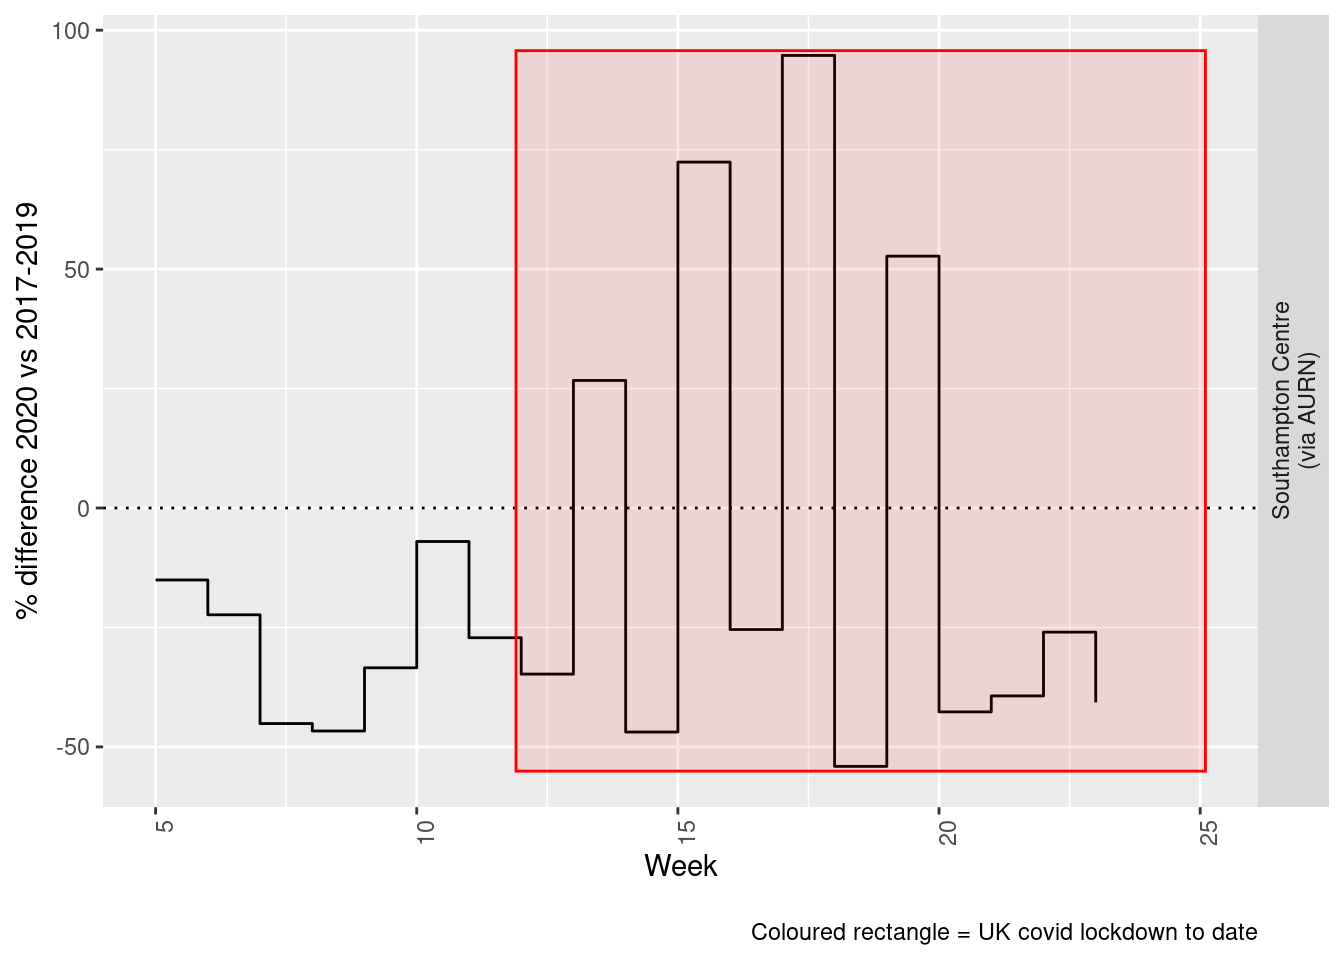 % difference 2020 vs 2017-2019
100
50
0
-50
5
10
15
20
25
Week
Southampton Centre
(via AURN)
Coloured rectangle = UK covid lockdown to date